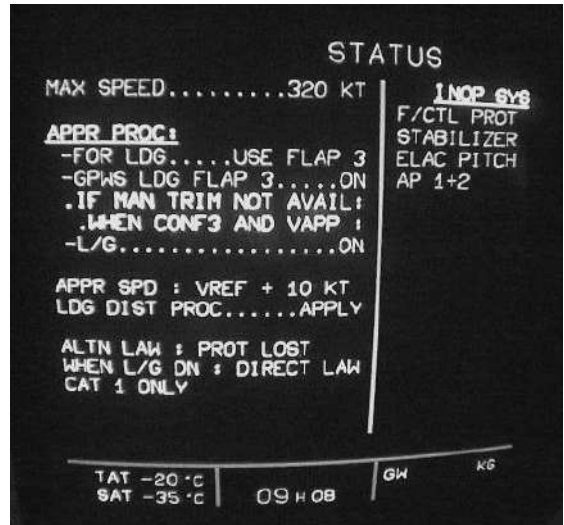 STATUS
MAX SPEED.........320 KT
APPR PROC:
-FOR LDG.....USE FLAP 3
-GPWS LDG FLAP 3.....ON
.IF MAN TRIM NOT AVAIL:
.WHEN CONF3 AND VAPP :
-L/G.................ON
APPR SPD : VREF + 10 KT
LDG DIST PROC......APPLY
ALTN LAW : PROT LOST
WHEN L/G DN : DIRECT LAW
CAT 1 ONLY
INOP SYS
F/CTL PROT
STABILIZER
ELAC PITCH
AP 1+2
TAT -20 °C
SAT -35 °C
09 H 08
GW KG